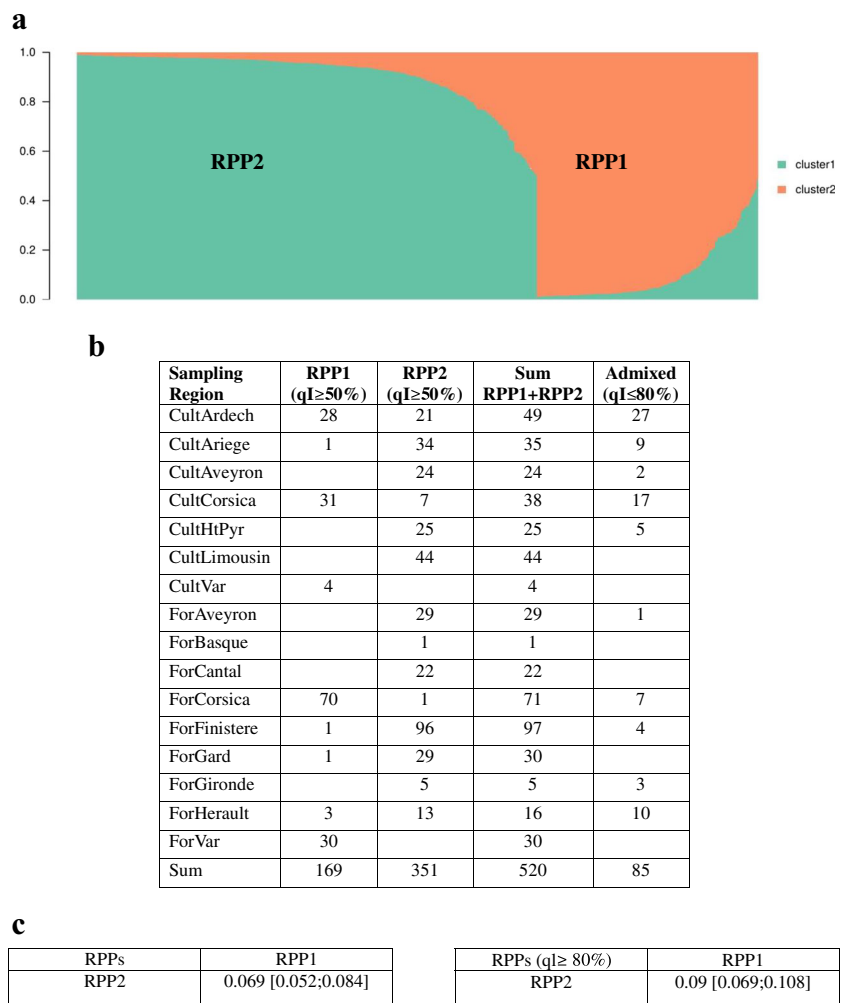 a
1.0
0.8
0.6
0.4
0.2
0.0
RPP2
RPP1
cluster1
cluster2
b
Sampling Region RPP1 (qI≥50%) RPP2 (qI≥50%) Sum RPP1+RPP2 Admixed (qI≤80%)
CultArdech 28 21 49 27
CultAriege 1 34 35 9
CultAveyron 24 24 2
CultCorsica 31 7 38 17
CultHtPyr 25 25 5
CultLimousin 44 44
CultVar 4 4
ForAveyron 29 29 1
ForBasque 1 1
ForCantal 22 22
ForCorsica 70 1 71 7
ForFinistere 1 96 97 4
ForGard 1 29 30
ForGironde 5 5 3
ForHerault 3 13 16 10
ForVar 30 30
Sum 169 351 520 85
c
RPPs RPP1
RPP2 0.069 [0.052;0.084]
RPPs (qI≥ 80%) RPP1
RPP2 0.09 [0.069;0.108]